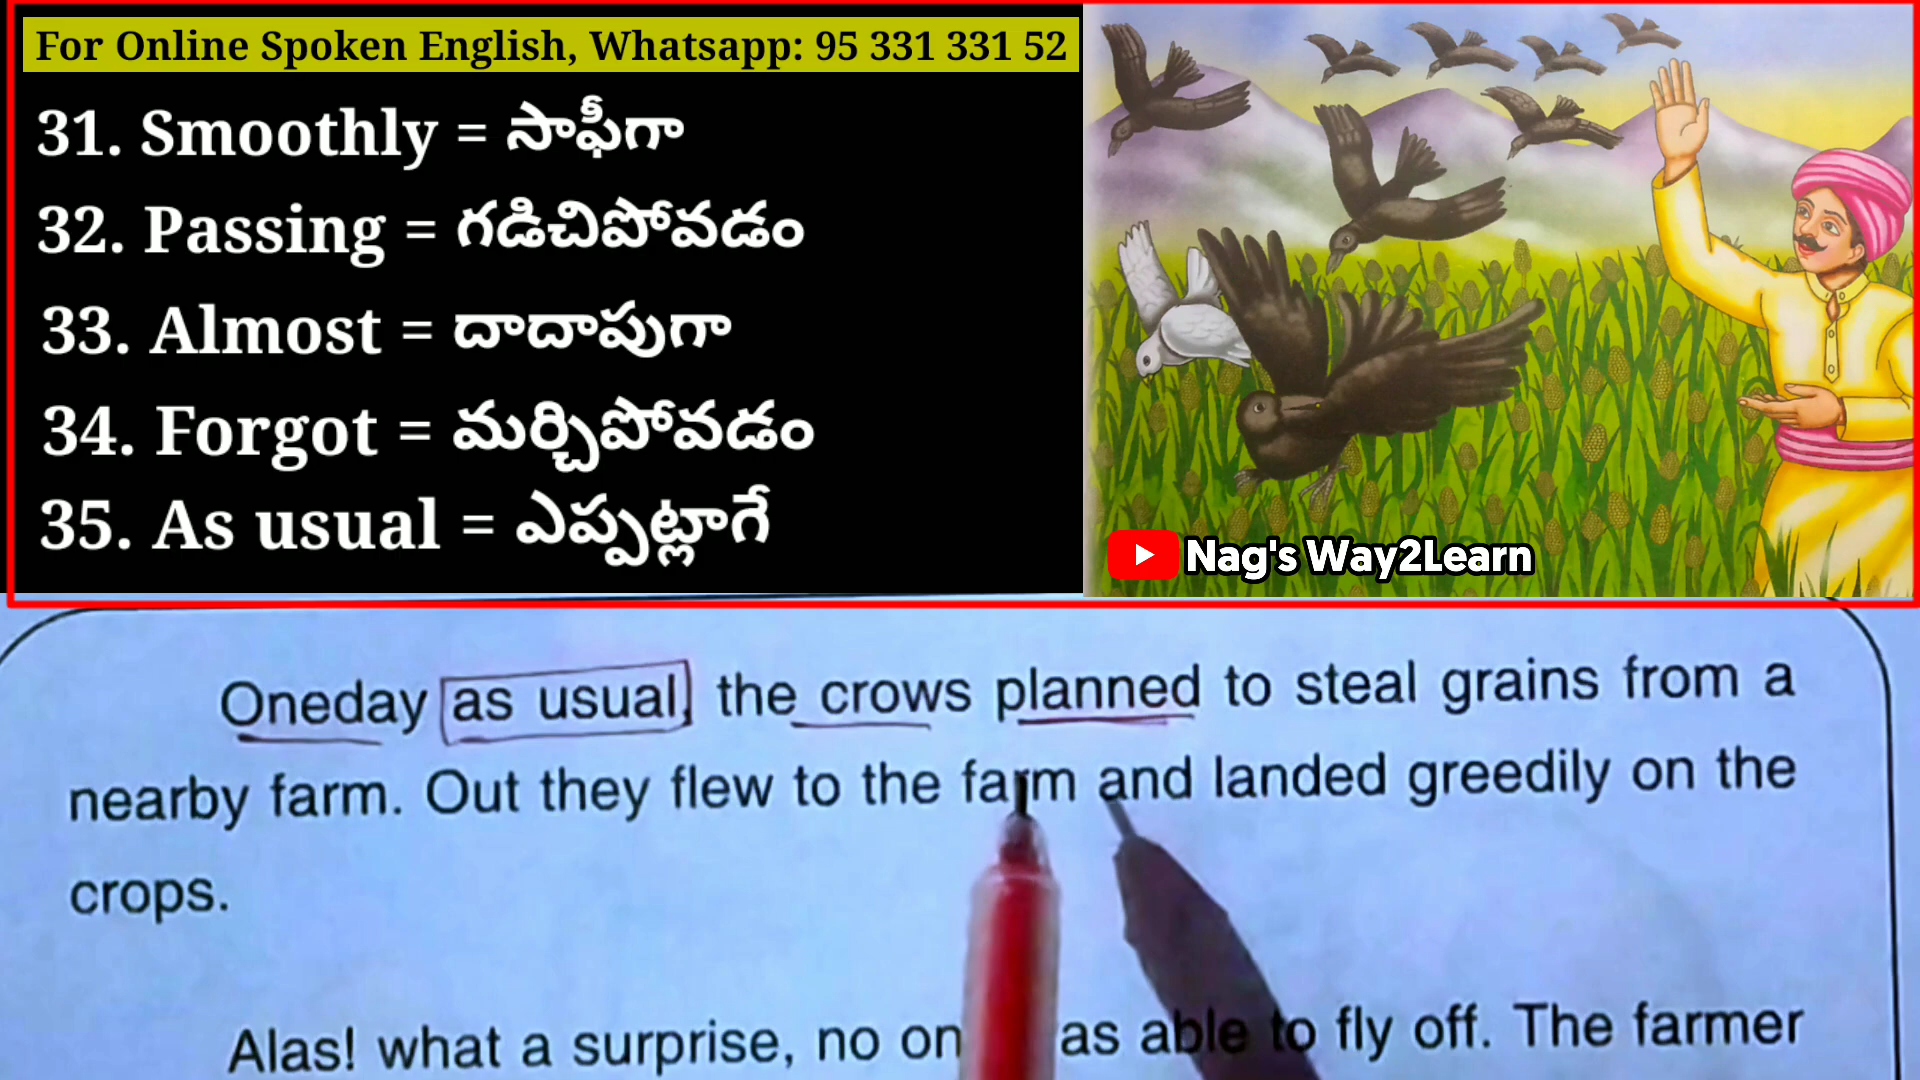 For Online Spoken English, Whatsapp: 95 331 331 52
31. Smoothly = సాఫీగా
32. Passing = గడిచిపోవడం
33. Almost = దాదాపుగా
34. Forgot = మర్చిపోవడం
35. As usual = ఎప్పట్లాగే
Nag's Way2Learn
Oneday as usual, the crows planned to steal grains from a
nearby farm. Out they flew to the farm and landed greedily on the
crops.
Alas! what a surprise, no on as able to fly off. The farmer